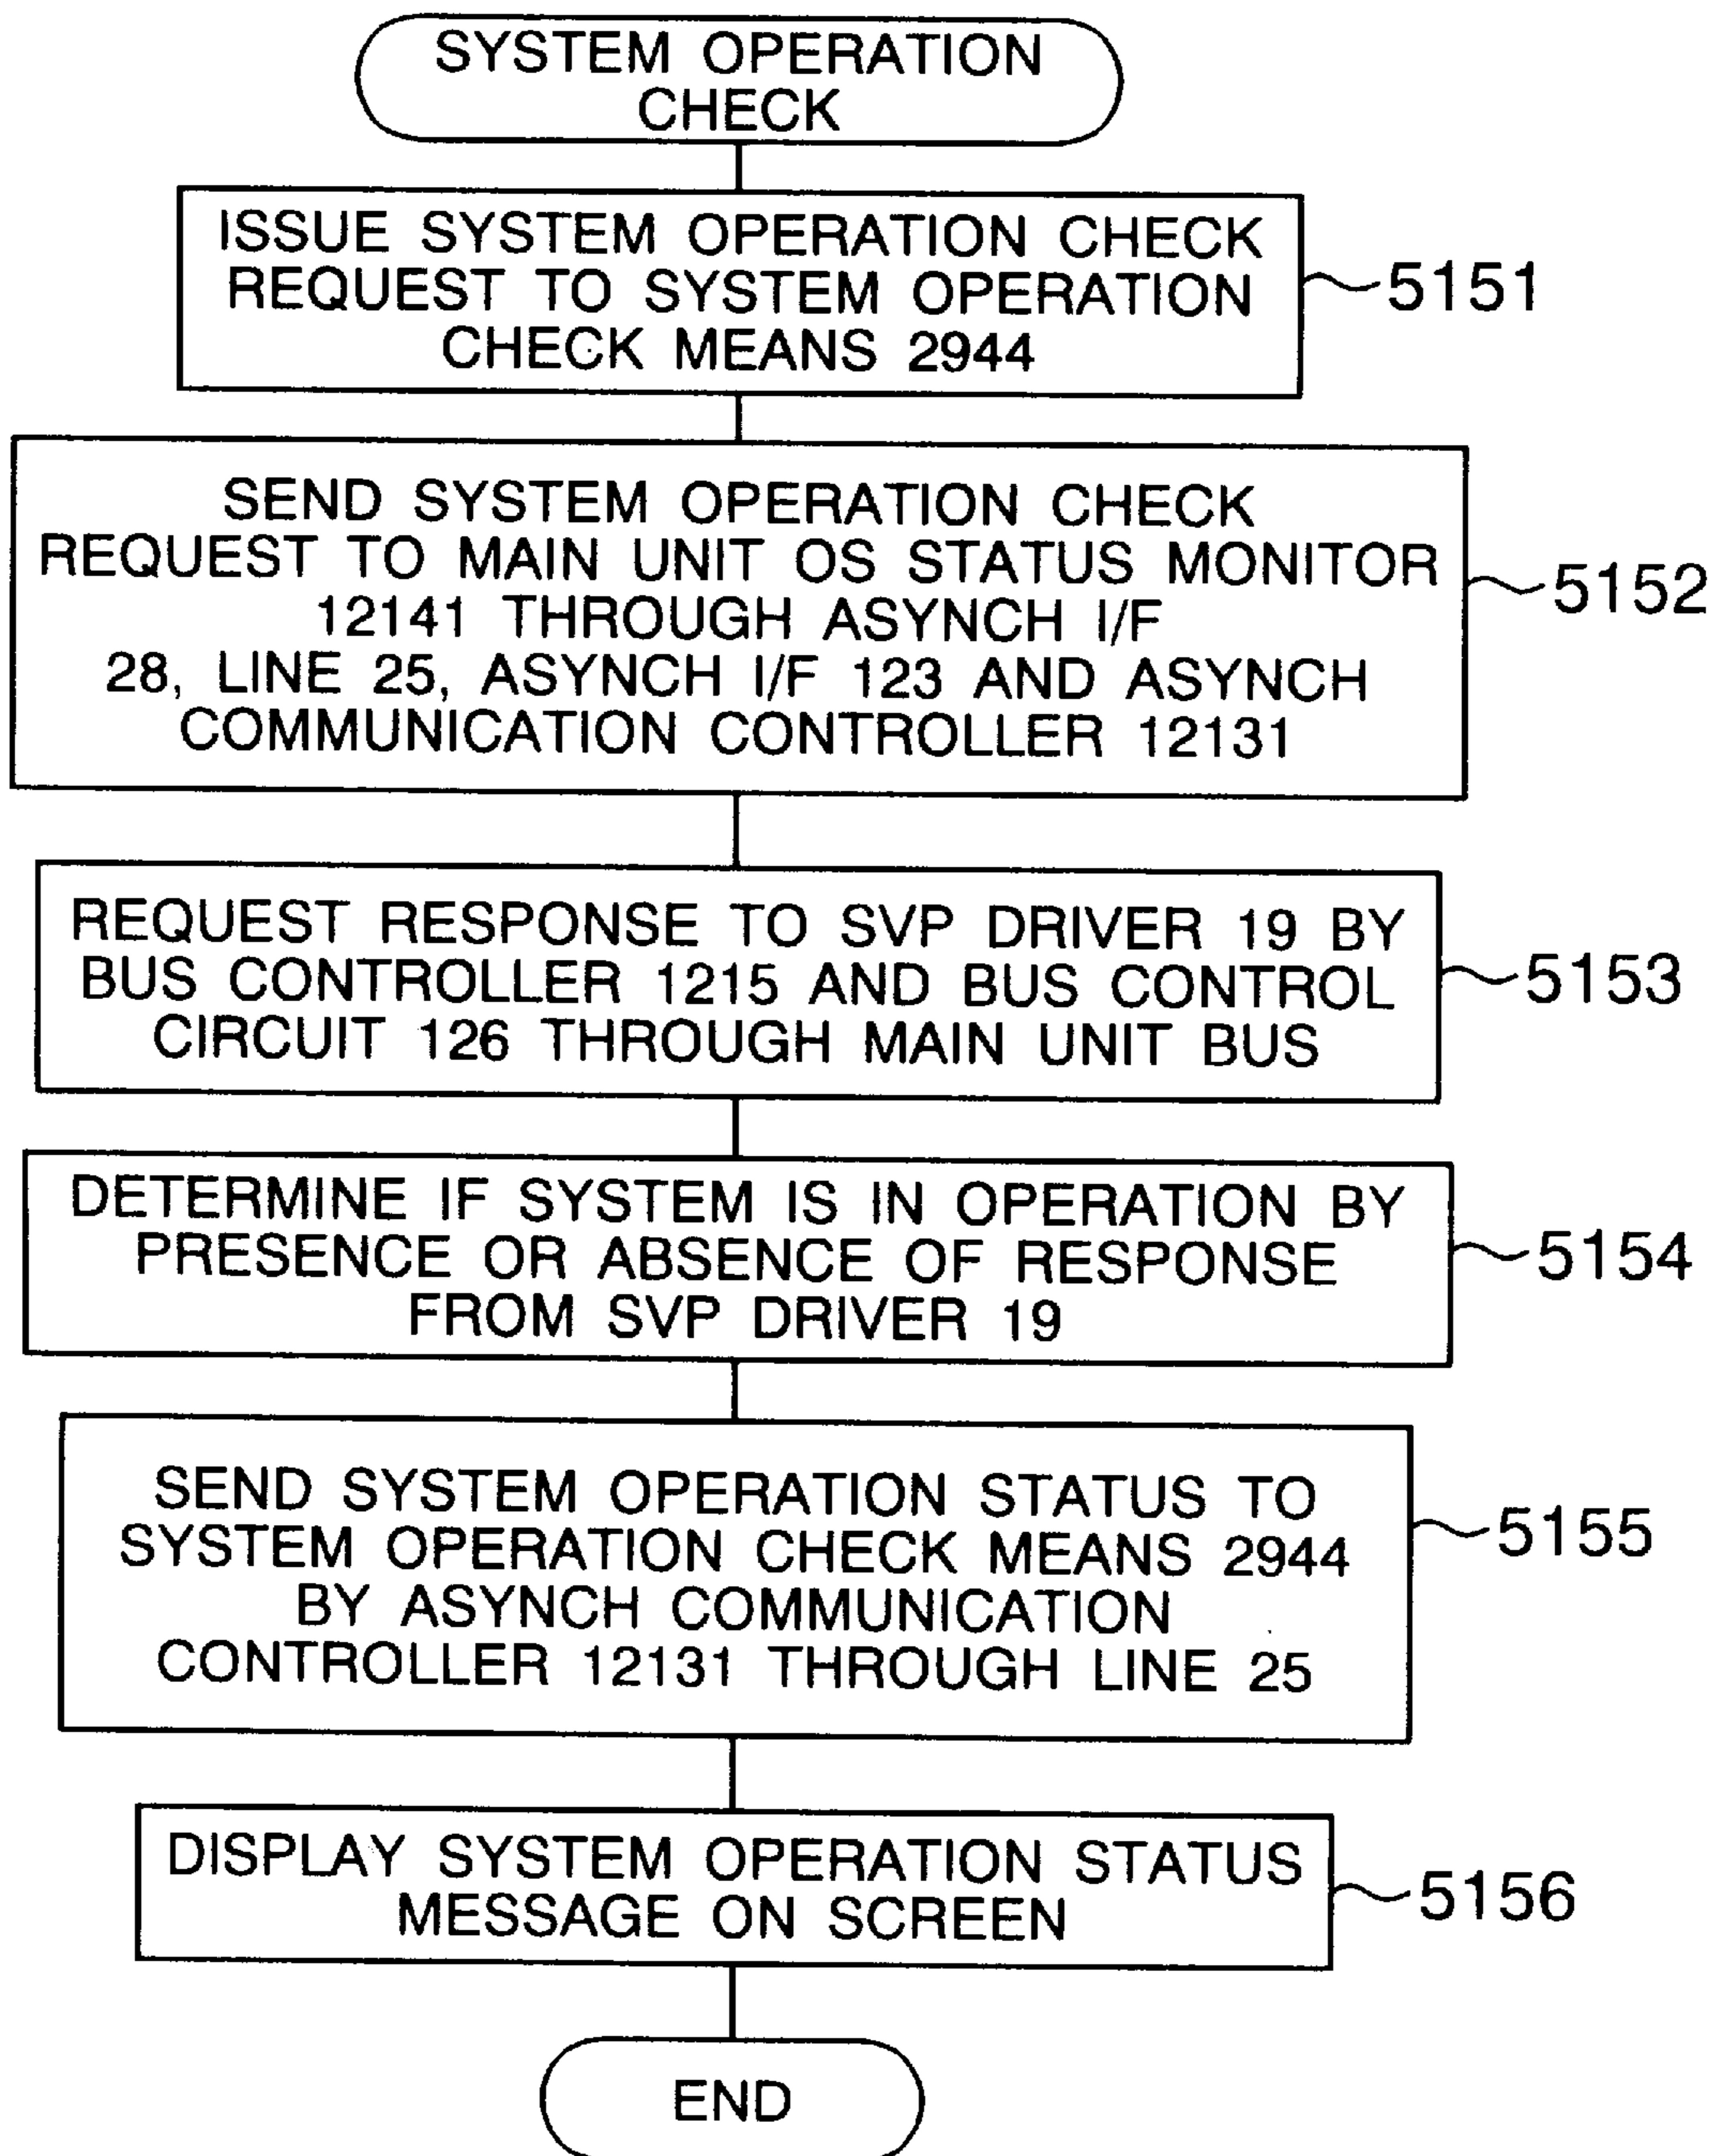 SYSTEM OPERATION
CHECK
ISSUE SYSTEM OPERATION CHECK
REQUEST TO SYSTEM OPERATION
CHECK MEANS 2944
5151
SEND SYSTEM OPERATION CHECK
REQUEST TO MAIN UNIT OS STATUS MONITOR
12141 THROUGH ASYNCH I/F
28, LINE 25, ASYNCH I/F 123 AND ASYNCH
COMMUNICATION CONTROLLER 12131
5152
REQUEST RESPONSE TO SVP DRIVER 19 BY
BUS CONTROLLER 1215 AND BUS CONTROL
CIRCUIT 126 THROUGH MAIN UNIT BUS
5153
DETERMINE IF SYSTEM IS IN OPERATION BY
PRESENCE OR ABSENCE OF RESPONSE
FROM SVP DRIVER 19
5154
SEND SYSTEM OPERATION STATUS TO
SYSTEM OPERATION CHECK MEANS 2944
BY ASYNCH COMMUNICATION
CONTROLLER 12131 THROUGH LINE 25
5155
DISPLAY SYSTEM OPERATION STATUS
MESSAGE ON SCREEN
5156
END